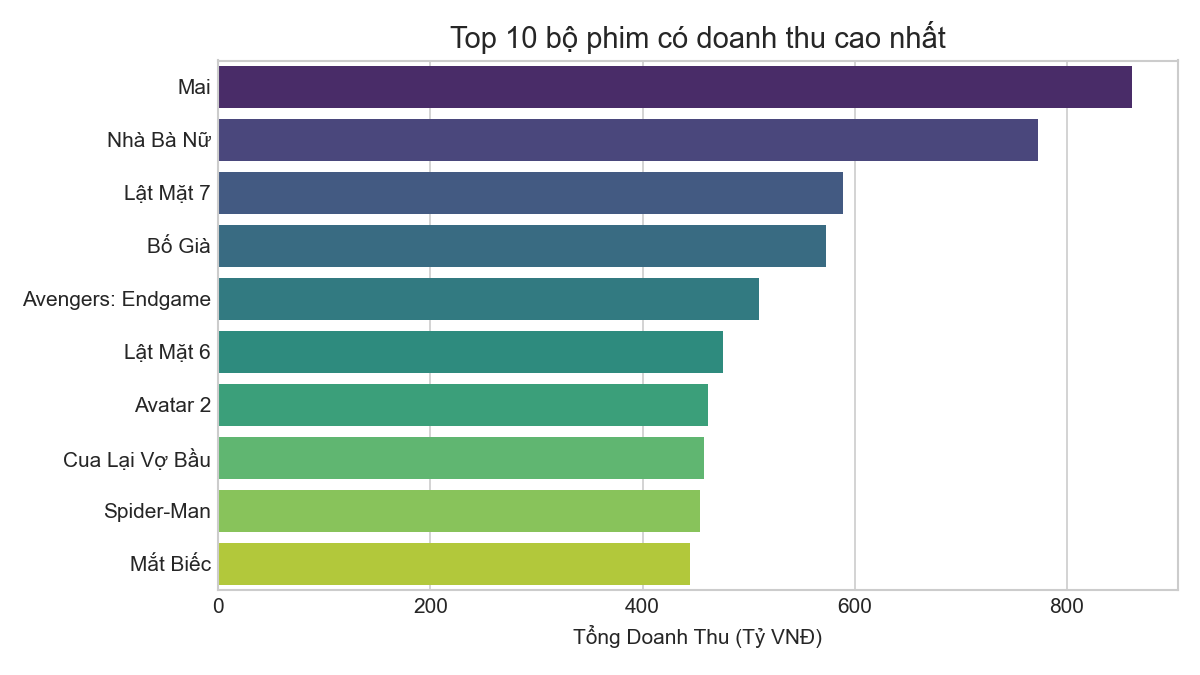 Top 10 bộ phim có doanh thu cao nhất
Mai
Nhà Bà Nữ
Lật Mặt 7
Bố Già
Avengers: Endgame
Lật Mặt 6
Avatar 2
Cua Lại Vợ Bầu
Spider-Man
Mắt Biếc
0 200 400 600 800
Tổng Doanh Thu (Tỷ VNĐ)